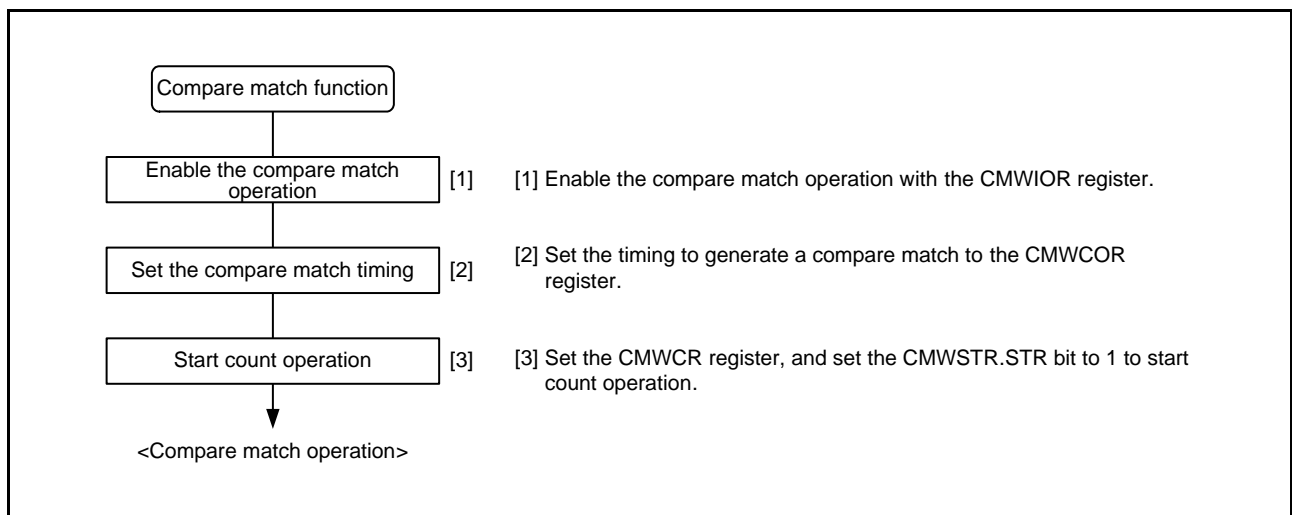 Compare match function
Enable the compare match
operation
[1]
[1] Enable the compare match operation with the CMWIOR register.
Set the compare match timing
[2]
[2] Set the timing to generate a compare match to the CMWCOR
register.
Start count operation
[3]
[3] Set the CMWCR register, and set the CMWSTR.STR bit to 1 to start
count operation.
<Compare match operation>